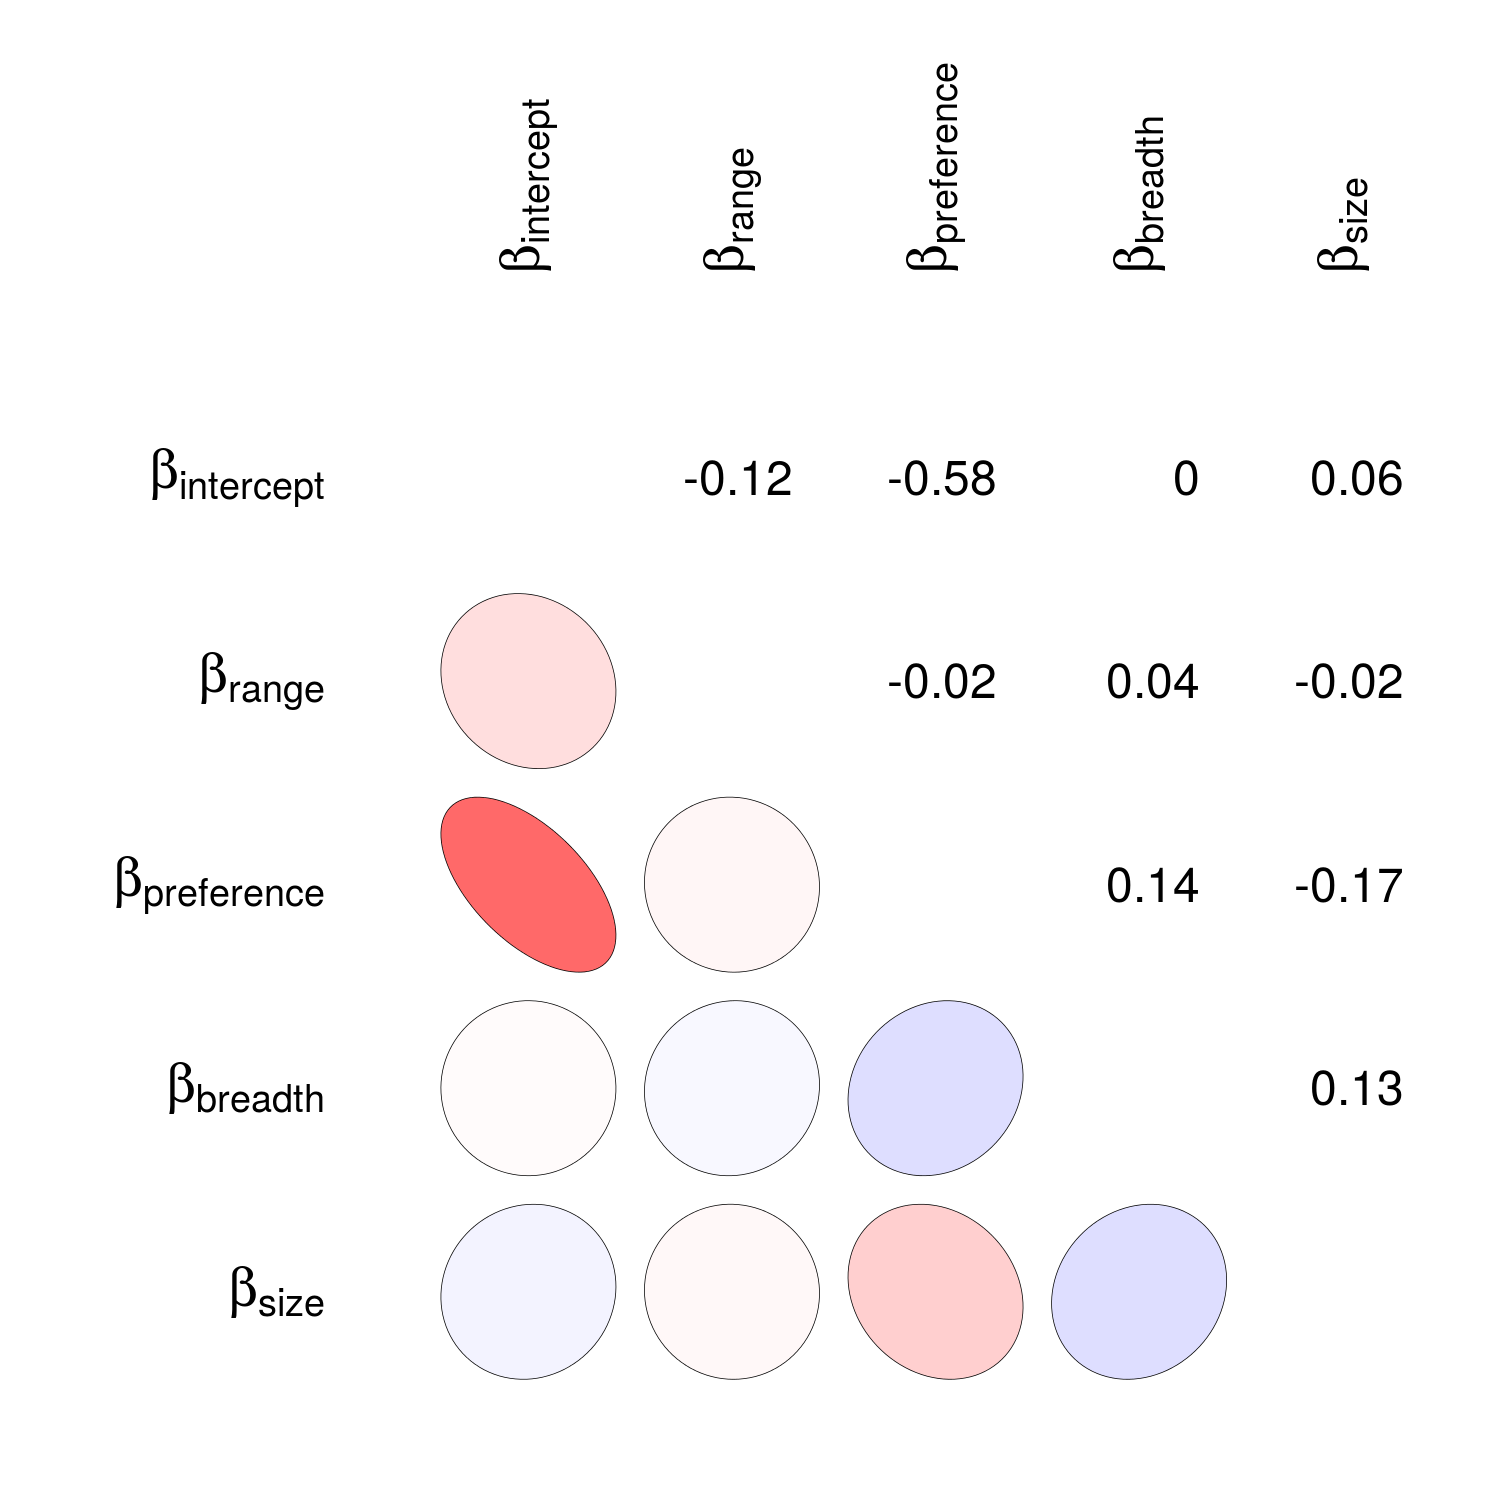 βintercept βrange βpreference βbreadth βsize
βintercept -0.12 -0.58 0 0.06
βrange -0.02 0.04 -0.02
βpreference 0.14 -0.17
βbreadth 0.13
βsize